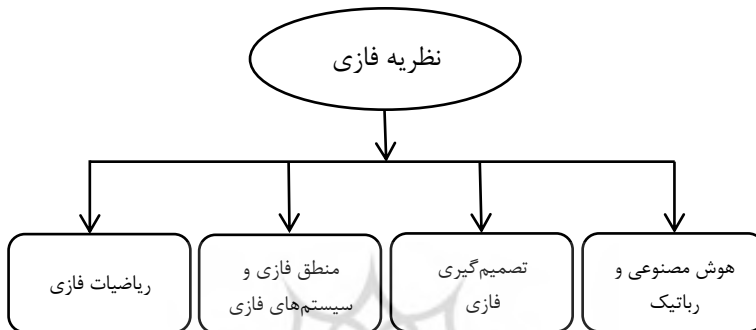 نظریه فازی
هوش مصنوعی و
رباتیک
تصمیم‌گیری
فازی
منطق فازی و
سیستم‌های فازی
ریاضیات فازی